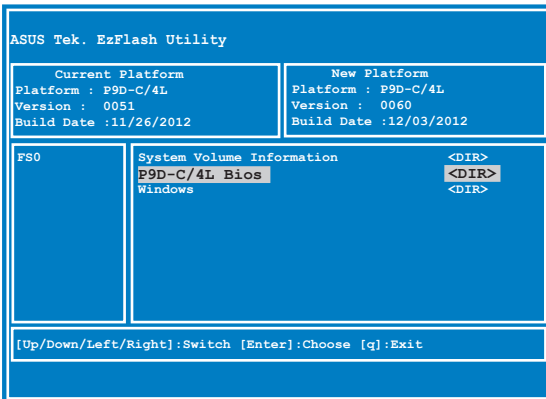 ASUS Tek. EzFlash Utility
Current Platform
Platform : P9D-C/4L
Version : 0051
Build Date :11/26/2012
New Platform
Platform : P9D-C/4L
Version : 0060
Build Date :12/03/2012
FS0
System Volume Information <DIR>
P9D-C/4L Bios <DIR>
Windows <DIR>
[Up/Down/Left/Right]:Switch [Enter]:Choose [q]:Exit